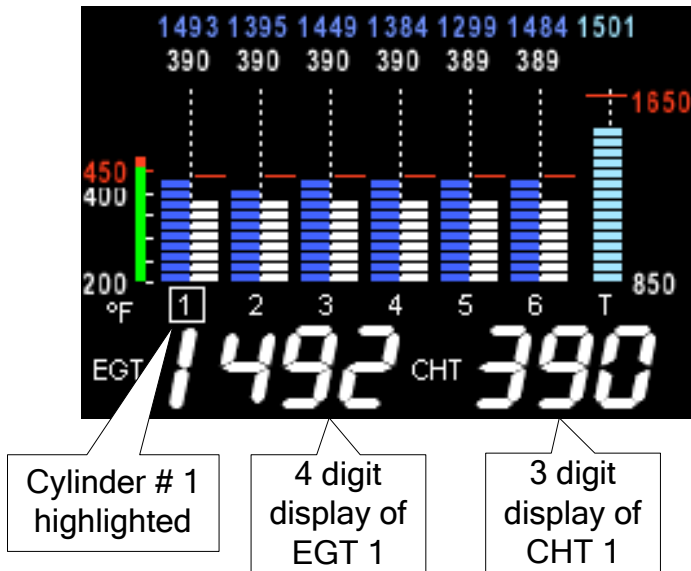 1493 1395 1449 1384 1299 1484 1501
390 390 390 390 389 389
1650
450
400
200
850
°F 1 2 3 4 5 6 T
EGT 1492 CHT 390
Cylinder # 1
highlighted
4 digit
display of
EGT 1
3 digit
display of
CHT 1